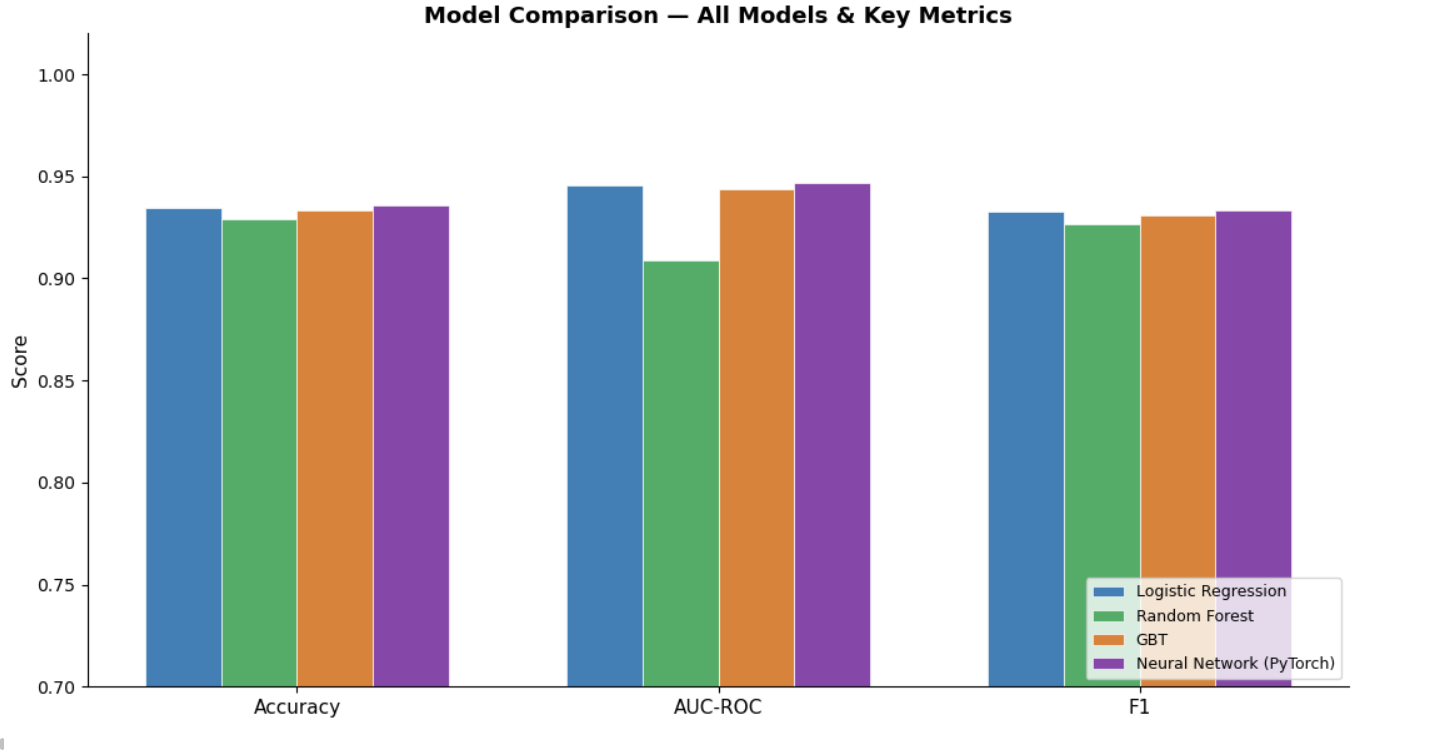 Model Comparison — All Models & Key Metrics
Score
1.00
0.95
0.90
0.85
0.80
0.75
0.70
Accuracy
AUC-ROC
F1
Logistic Regression
Random Forest
GBT
Neural Network (PyTorch)